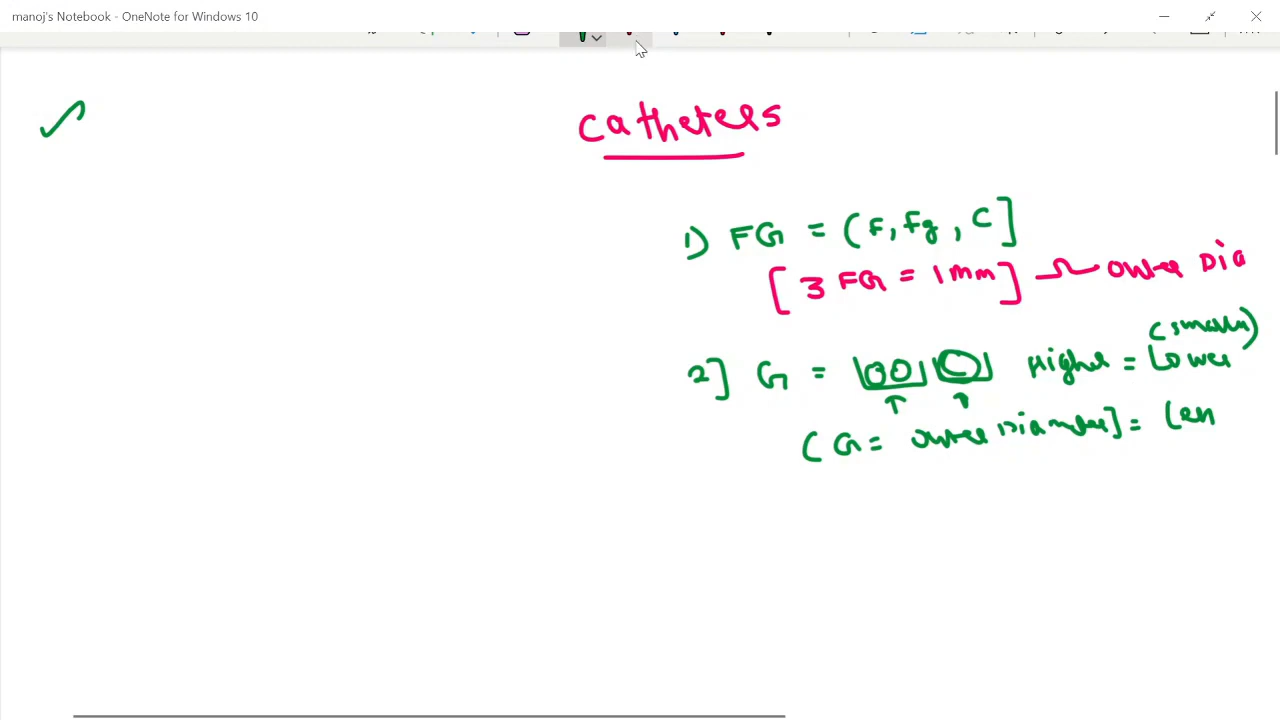 manoj's Notebook - OneNote for Windows 10
Catheters
1) FG = (F, fg, C]
[3 FG = 1mm] outer Dia
(smaller)
2] G = Higher = Lower
( G = outer Diameter] = (en